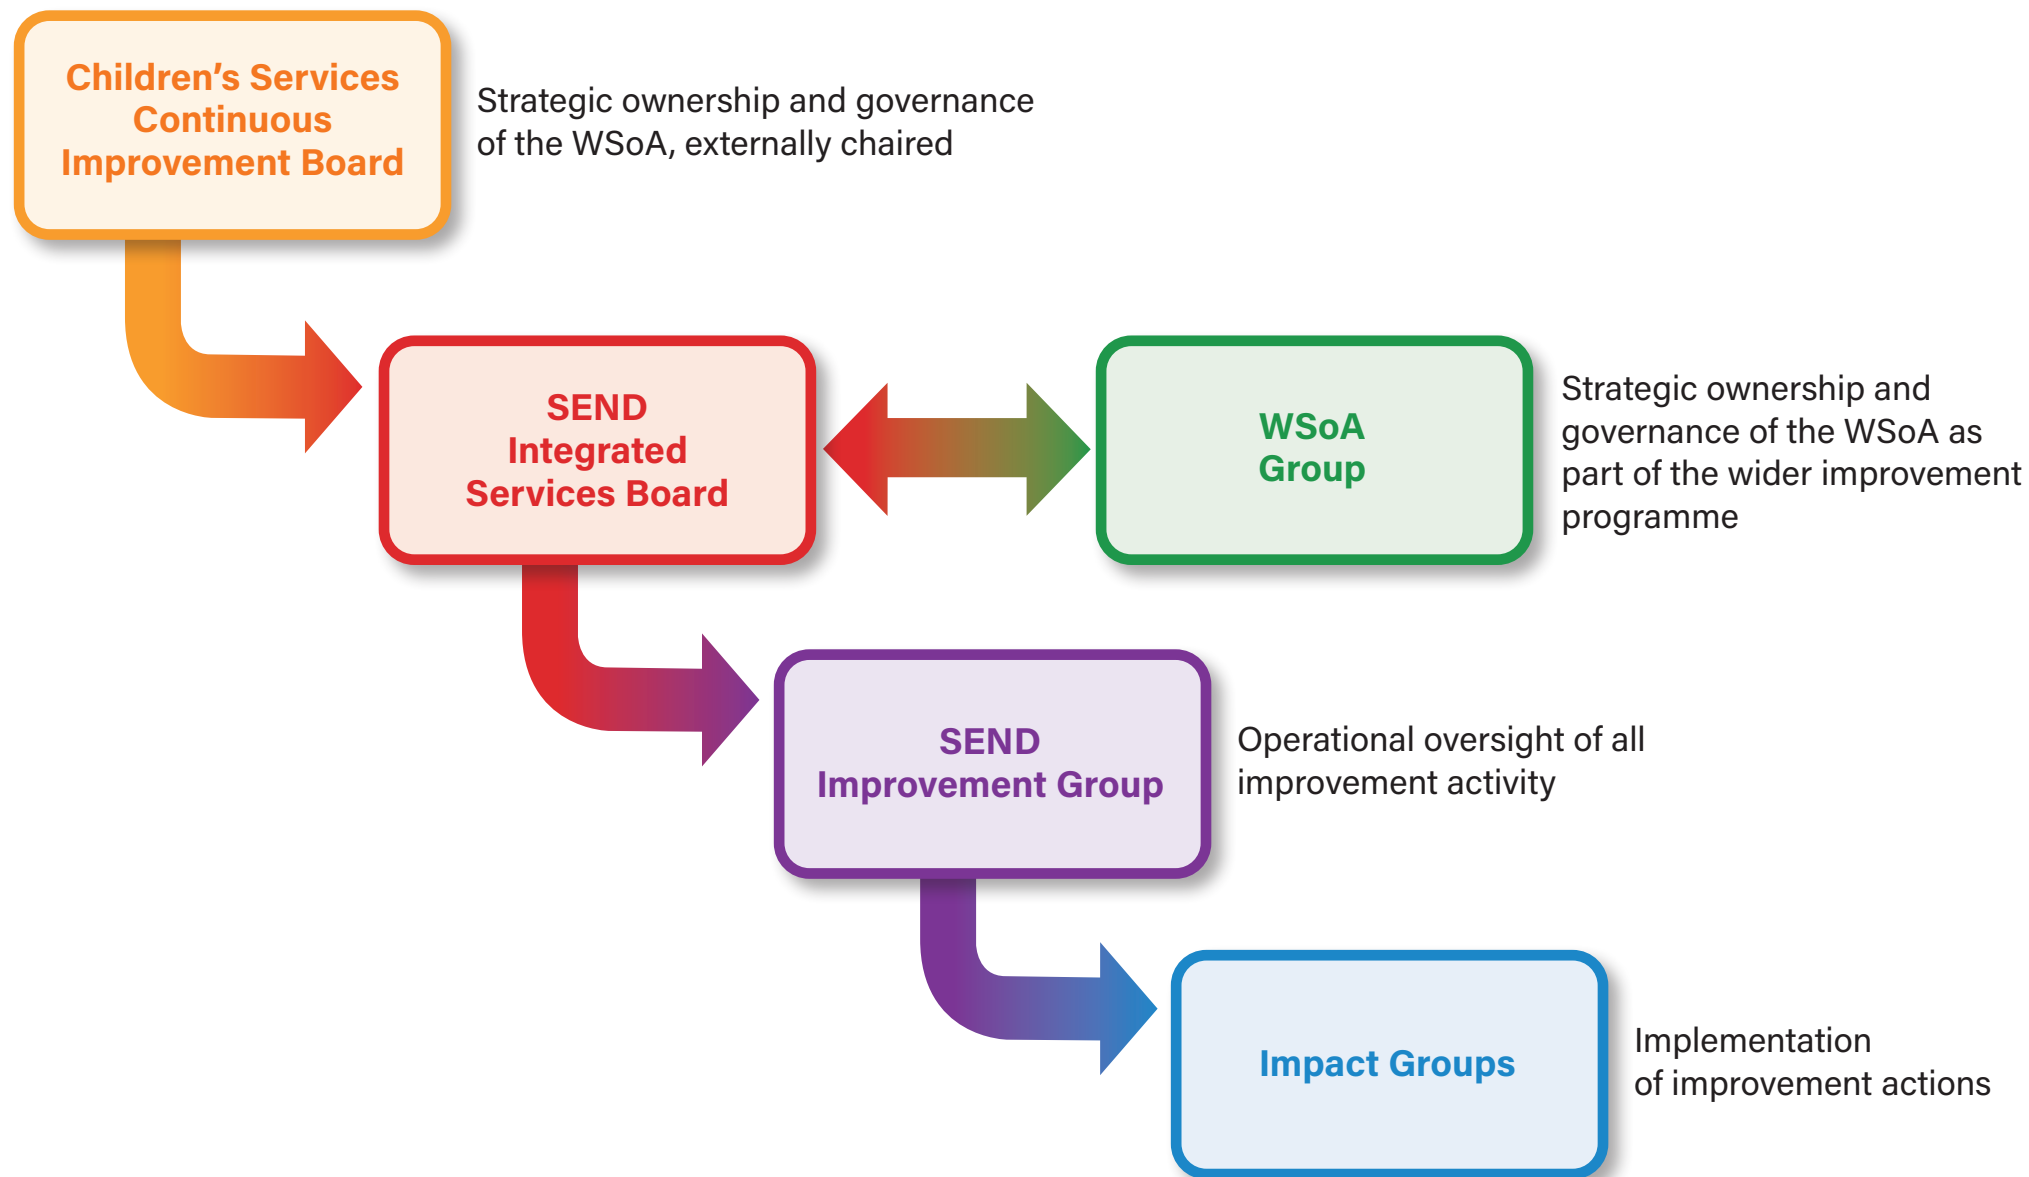 Children’s Services
Continuous
Improvement Board
Strategic ownership and governance
of the WSoA, externally chaired
SEND
Integrated
Services Board
WSoA
Group
Strategic ownership and
governance of the WSoA as
part of the wider improvement
programme
SEND
Improvement Group
Operational oversight of all
improvement activity
Impact Groups
Implementation
of improvement actions